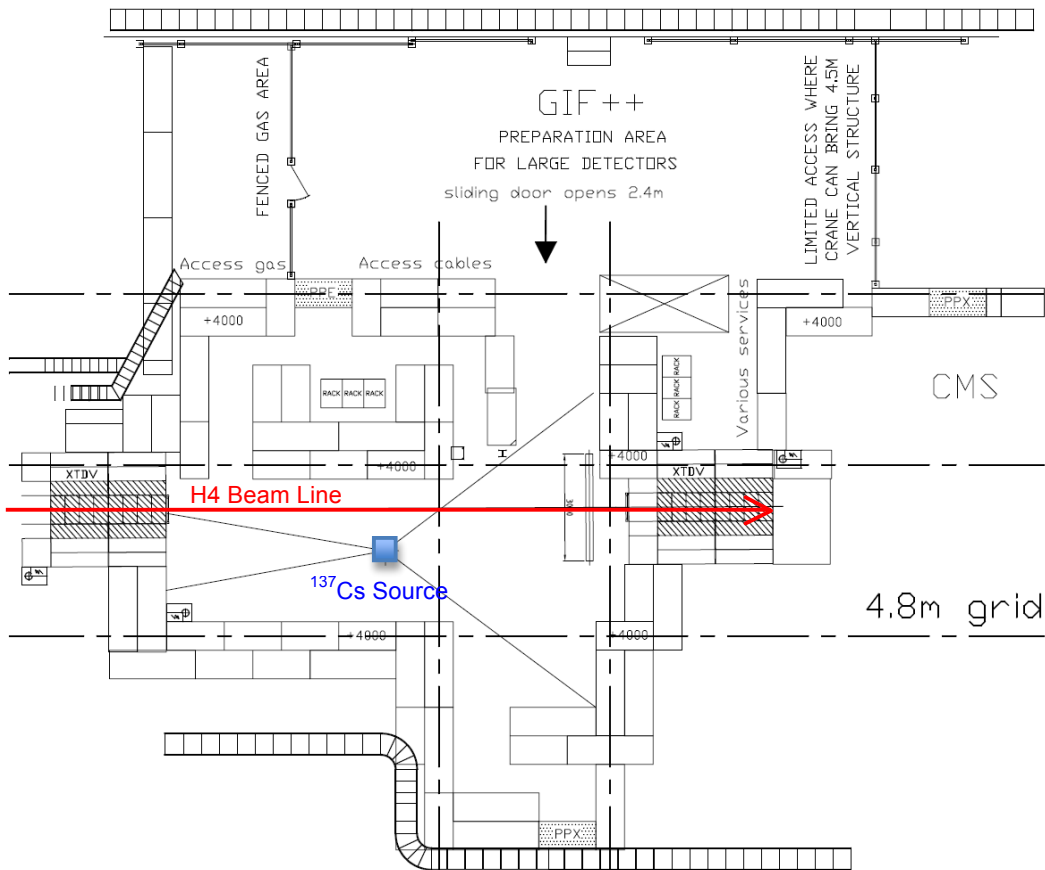 FENCED GAS AREA
GIF++
PREPARATION AREA
FOR LARGE DETECTORS
sliding door opens 2.4m
LIMITED ACCESS WHERE
CRANE CAN BRING 4.5M
VERTICAL STRUCTURE
Access gas
Access cables
PPE
PPX
+4000
+4000
Various services
RACK RACK RACK
RACK RACK RACK
CMS
+4000
+4000
XTDV
XTDV
H4 Beam Line
137Cs Source
4.8m grid
+4000
+4000
PPX